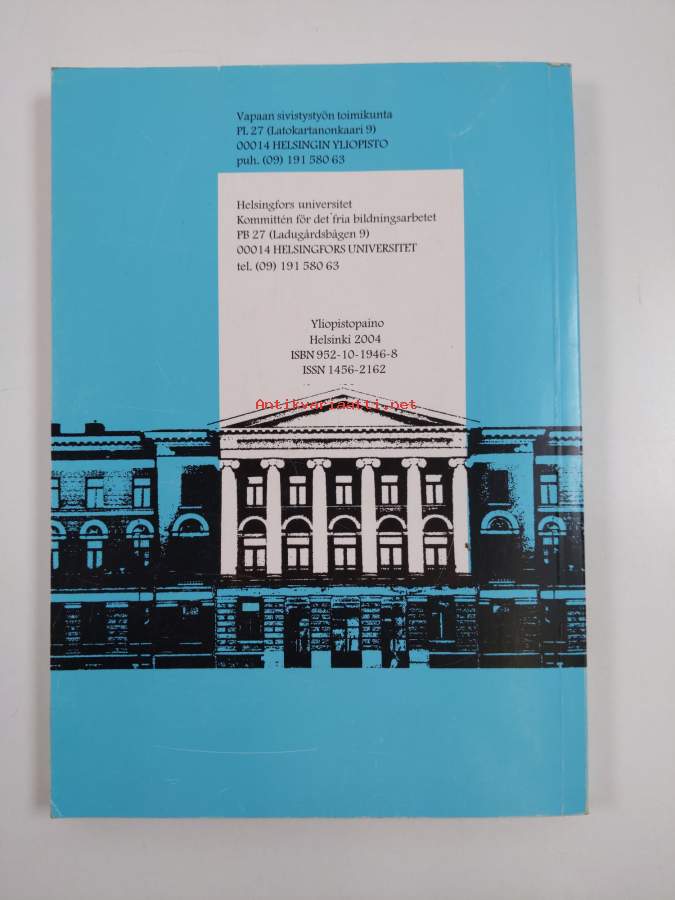 Vapaan sivistystyön toimikunta
PL 27 (Latokartanonkaari 9)
00014 HELSINGIN YLIOPISTO
puh. (09) 191 580 63
Helsingfors universitet
Kommittén för det fria bildningsarbetet
PB 27 (Ladugårdsbågen 9)
00014 HELSINGFORS UNIVERSITET
tel. (09) 191 580 63
Yliopistopaino
Helsinki 2004
ISBN 952-10-1946-8
ISSN 1456-2162
Antikvariaatti.net